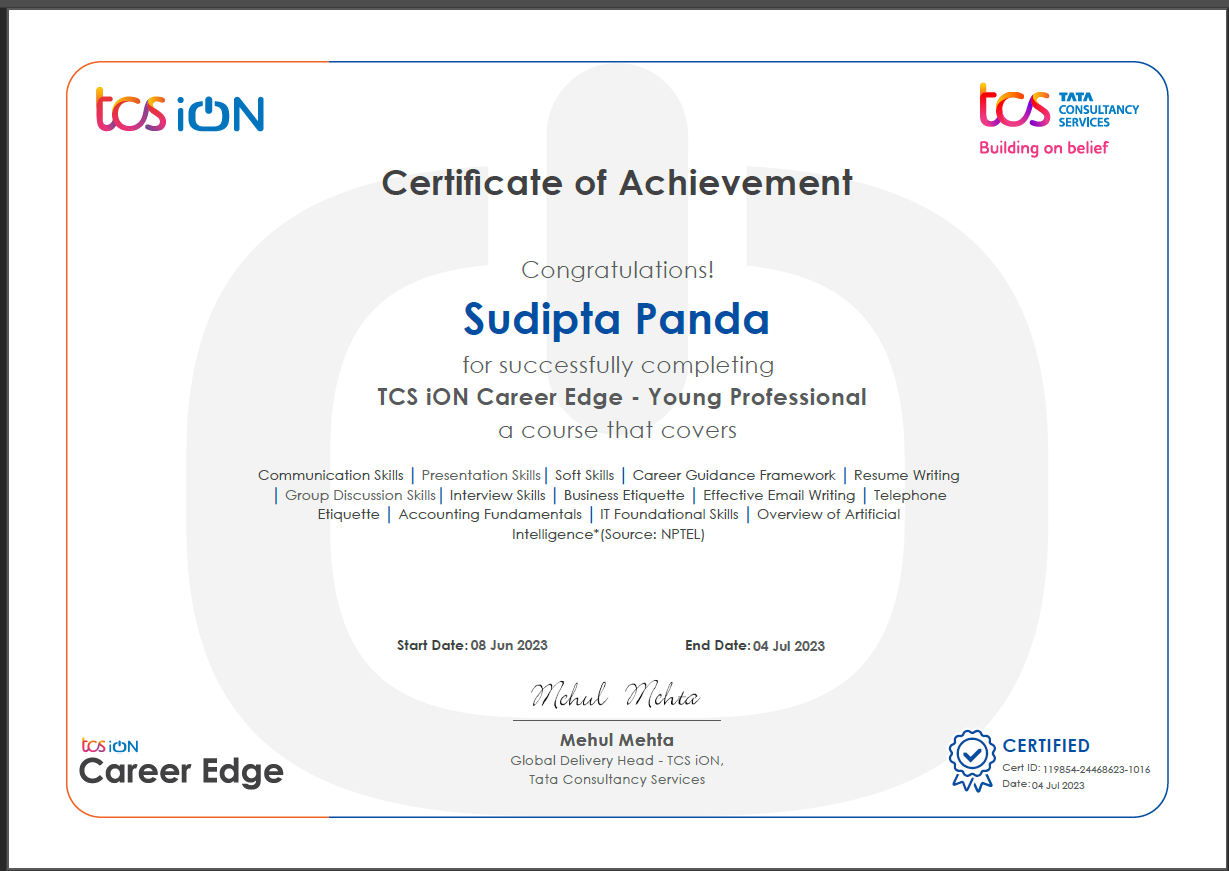 tcs iON
tcs TATA
CONSULTANCY
SERVICES
Building on belief
Certificate of Achievement
Congratulations!
Sudipta Panda
for successfully completing
TCS iON Career Edge - Young Professional
a course that covers
Communication Skills | Presentation Skills | Soft Skills | Career Guidance Framework | Resume Writing
| Group Discussion Skills | Interview Skills | Business Etiquette | Effective Email Writing | Telephone
Etiquette | Accounting Fundamentals | IT Foundational Skills | Overview of Artificial
Intelligence*(Source: NPTEL)
Start Date: 08 Jun 2023 End Date: 04 Jul 2023
Mehul Mehta
Mehul Mehta
Global Delivery Head - TCS iON,
Tata Consultancy Services
tcs iON
Career Edge
CERTIFIED
Cert ID: 119854-24468623-1016
Date: 04 Jul 2023